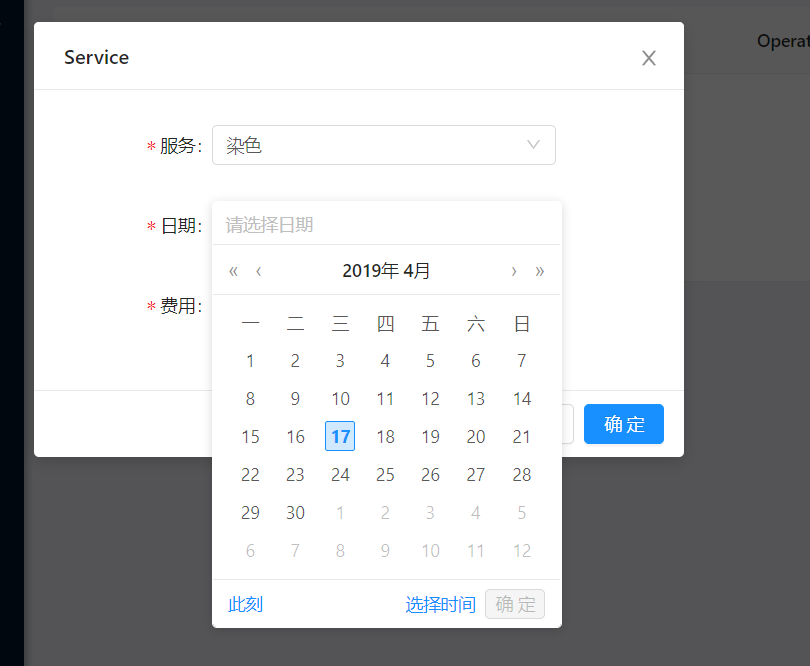 Service
Operat
* 服务:
染色
* 日期:
请选择日期
« ‹ 2019年 4月 › »
* 费用:
一 二 三 四 五 六 日
1 2 3 4 5 6 7
8 9 10 11 12 13 14
15 16 17 18 19 20 21
22 23 24 25 26 27 28
29 30 1 2 3 4 5
6 7 8 9 10 11 12
确 定
此刻 选择时间 确 定